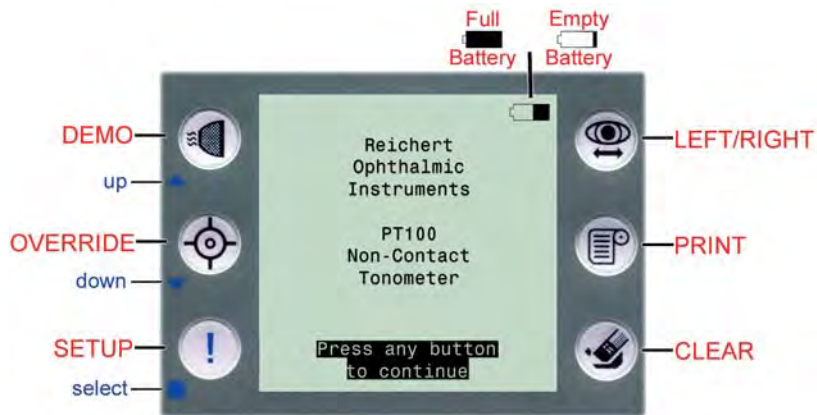 Full
Battery
Empty
Battery
DEMO
up
OVERRIDE
down
SETUP
select
Reichert
Ophthalmic
Instruments
PT100
Non-Contact
Tonometer
Press any button
to continue
LEFT/RIGHT
PRINT
CLEAR